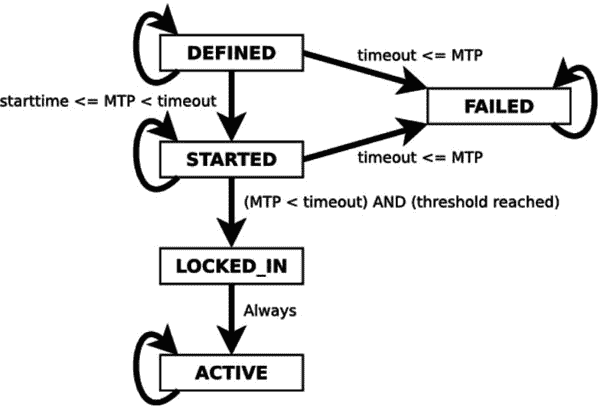 DEFINED
timeout <= MTP
starttime <= MTP < timeout
FAILED
STARTED
timeout <= MTP
(MTP < timeout) AND (threshold reached)
LOCKED_IN
Always
ACTIVE